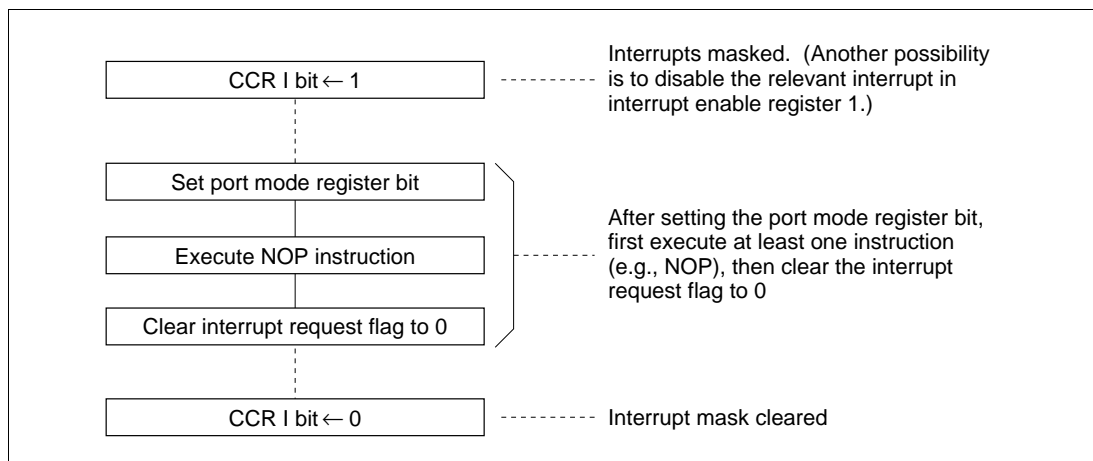 Interrupts masked. (Another possibility
is to disable the relevant interrupt in
interrupt enable register 1.)
CCR I bit ← 1
Set port mode register bit
Execute NOP instruction
Clear interrupt request flag to 0
After setting the port mode register bit,
first execute at least one instruction
(e.g., NOP), then clear the interrupt
request flag to 0
CCR I bit ← 0
Interrupt mask cleared